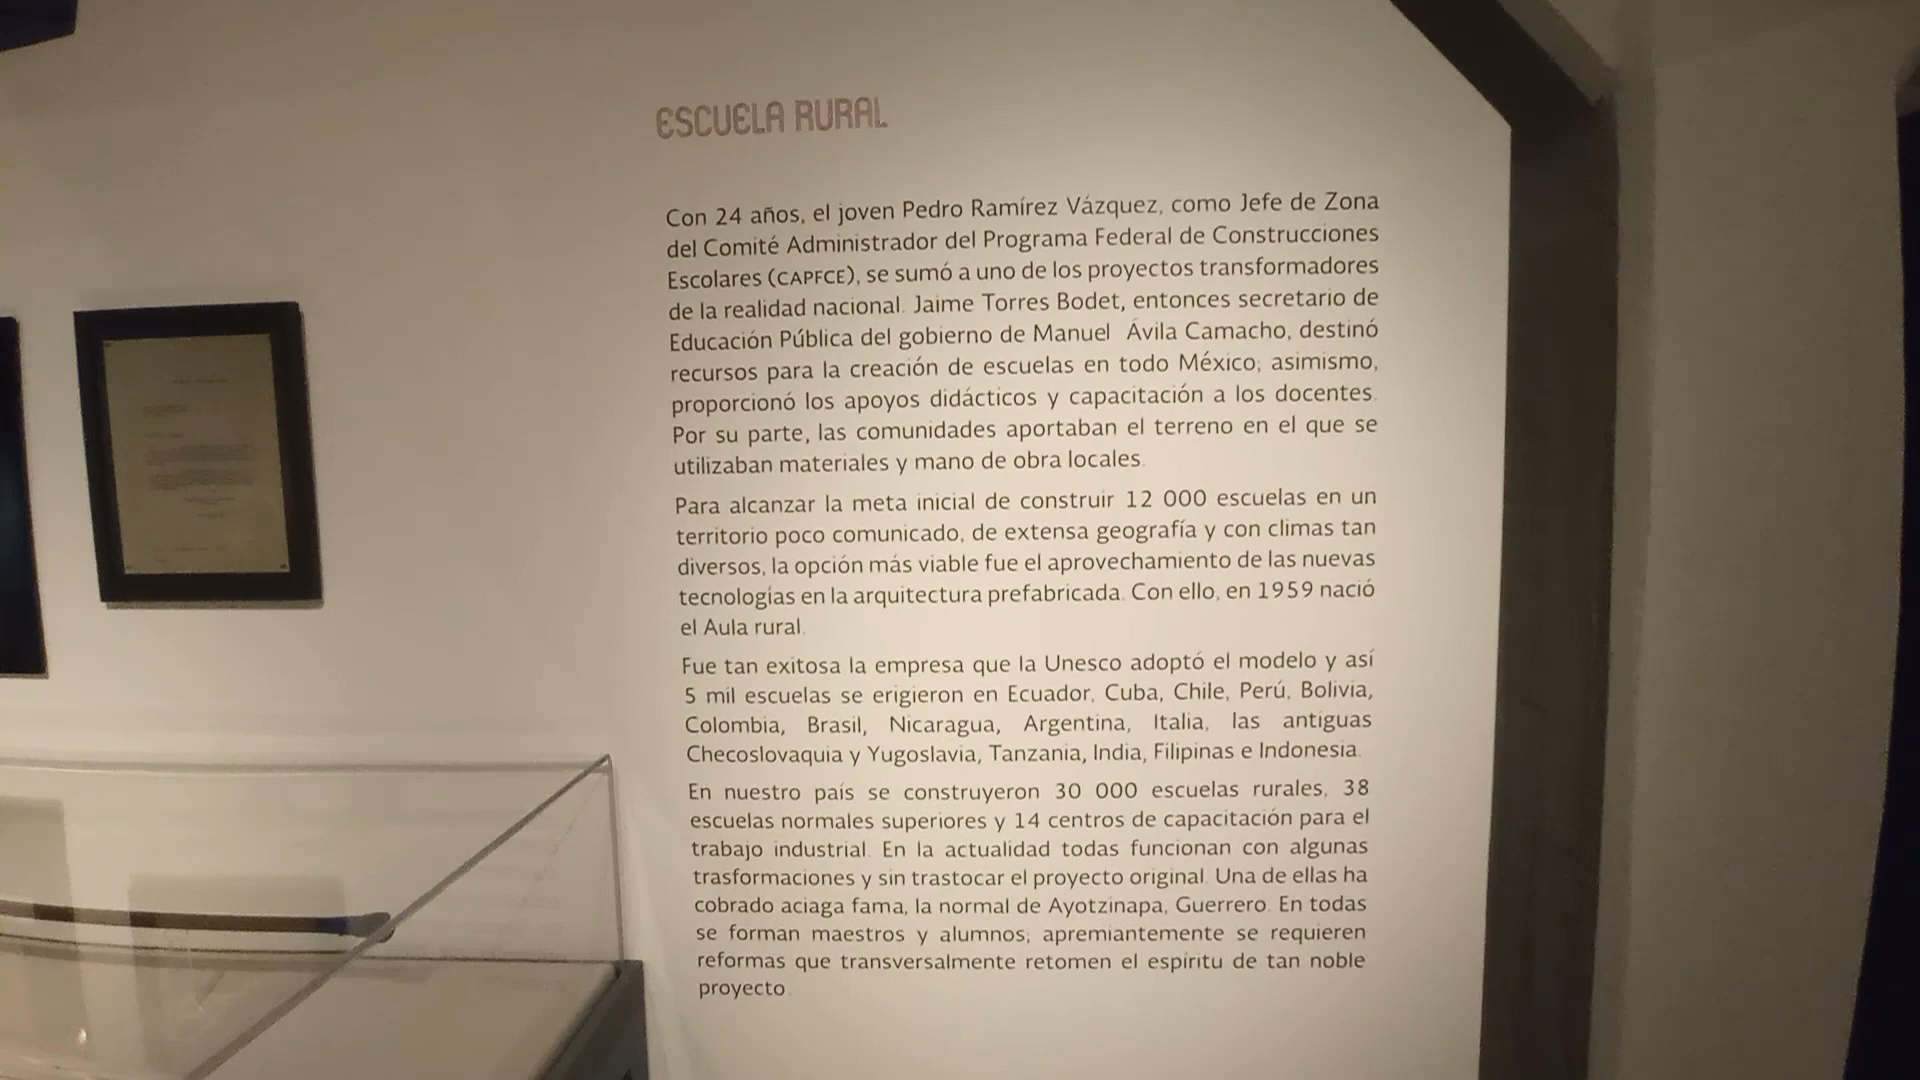 ESCUELA RURAL
Con 24 años, el joven Pedro Ramírez Vázquez, como Jefe de Zona
del Comité Administrador del Programa Federal de Construcciones
Escolares (CAPFCE), se sumó a uno de los proyectos transformadores
de la realidad nacional. Jaime Torres Bodet, entonces secretario de
Educación Pública del gobierno de Manuel Ávila Camacho, destinó
recursos para la creación de escuelas en todo México; asimismo,
proporcionó los apoyos didácticos y capacitación a los docentes.
Por su parte, las comunidades aportaban el terreno en el que se
utilizaban materiales y mano de obra locales.
Para alcanzar la meta inicial de construir 12 000 escuelas en un
territorio poco comunicado, de extensa geografía y con climas tan
diversos, la opción más viable fue el aprovechamiento de las nuevas
tecnologías en la arquitectura prefabricada. Con ello, en 1959 nació
el Aula rural.
Fue tan exitosa la empresa que la Unesco adoptó el modelo y así
5 mil escuelas se erigieron en Ecuador, Cuba, Chile, Perú, Bolivia,
Colombia, Brasil, Nicaragua, Argentina, Italia, las antiguas
Checoslovaquia y Yugoslavia, Tanzania, India, Filipinas e Indonesia.
En nuestro país se construyeron 30 000 escuelas rurales, 38
escuelas normales superiores y 14 centros de capacitación para el
trabajo industrial. En la actualidad todas funcionan con algunas
trasformaciones y sin trastocar el proyecto original. Una de ellas ha
cobrado aciaga fama, la normal de Ayotzinapa, Guerrero. En todas
se forman maestros y alumnos; apremiantemente se requieren
reformas que transversalmente retomen el espíritu de tan noble
proyecto.